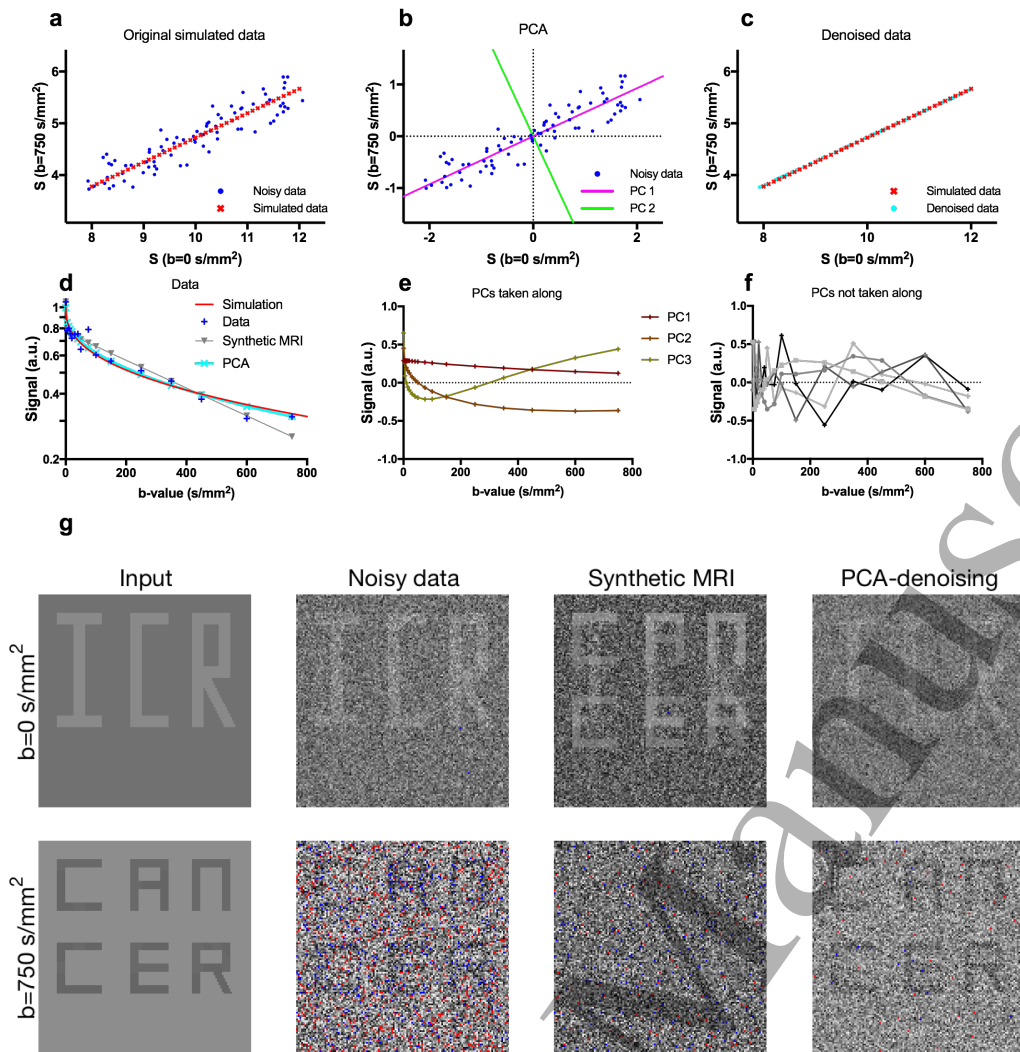 a
Original simulated data
S (b=750 s/mm²)
6
5
4
8 9 10 11 12
S (b=0 s/mm²)
Noisy data
Simulated data
b
PCA
S (b=750 s/mm²)
1
0
-1
-2 0 2
S (b=0 s/mm²)
Noisy data
PC 1
PC 2
c
Denoised data
S (b=750 s/mm²)
6
5
4
8 9 10 11 12
S (b=0 s/mm²)
Simulated data
Denoised data
d
Data
Signal (a.u.)
1
0.8
0.6
0.4
0.2
0 200 400 600 800
b-value (s/mm²)
Simulation
Data
Synthetic MRI
PCA
e
PCs taken along
Signal (a.u.)
1.0
0.5
0.0
-0.5
-1.0
0 200 400 600 800
b-value (s/mm²)
PC1
PC2
PC3
f
PCs not taken along
Signal (a.u.)
1.0
0.5
0.0
-0.5
-1.0
0 200 400 600 800
b-value (s/mm²)
g
Input Noisy data Synthetic MRI PCA-denoising
b=0 s/mm²
I C R
I C R
C A N
C E R
b=750 s/mm²
C A N
C E R